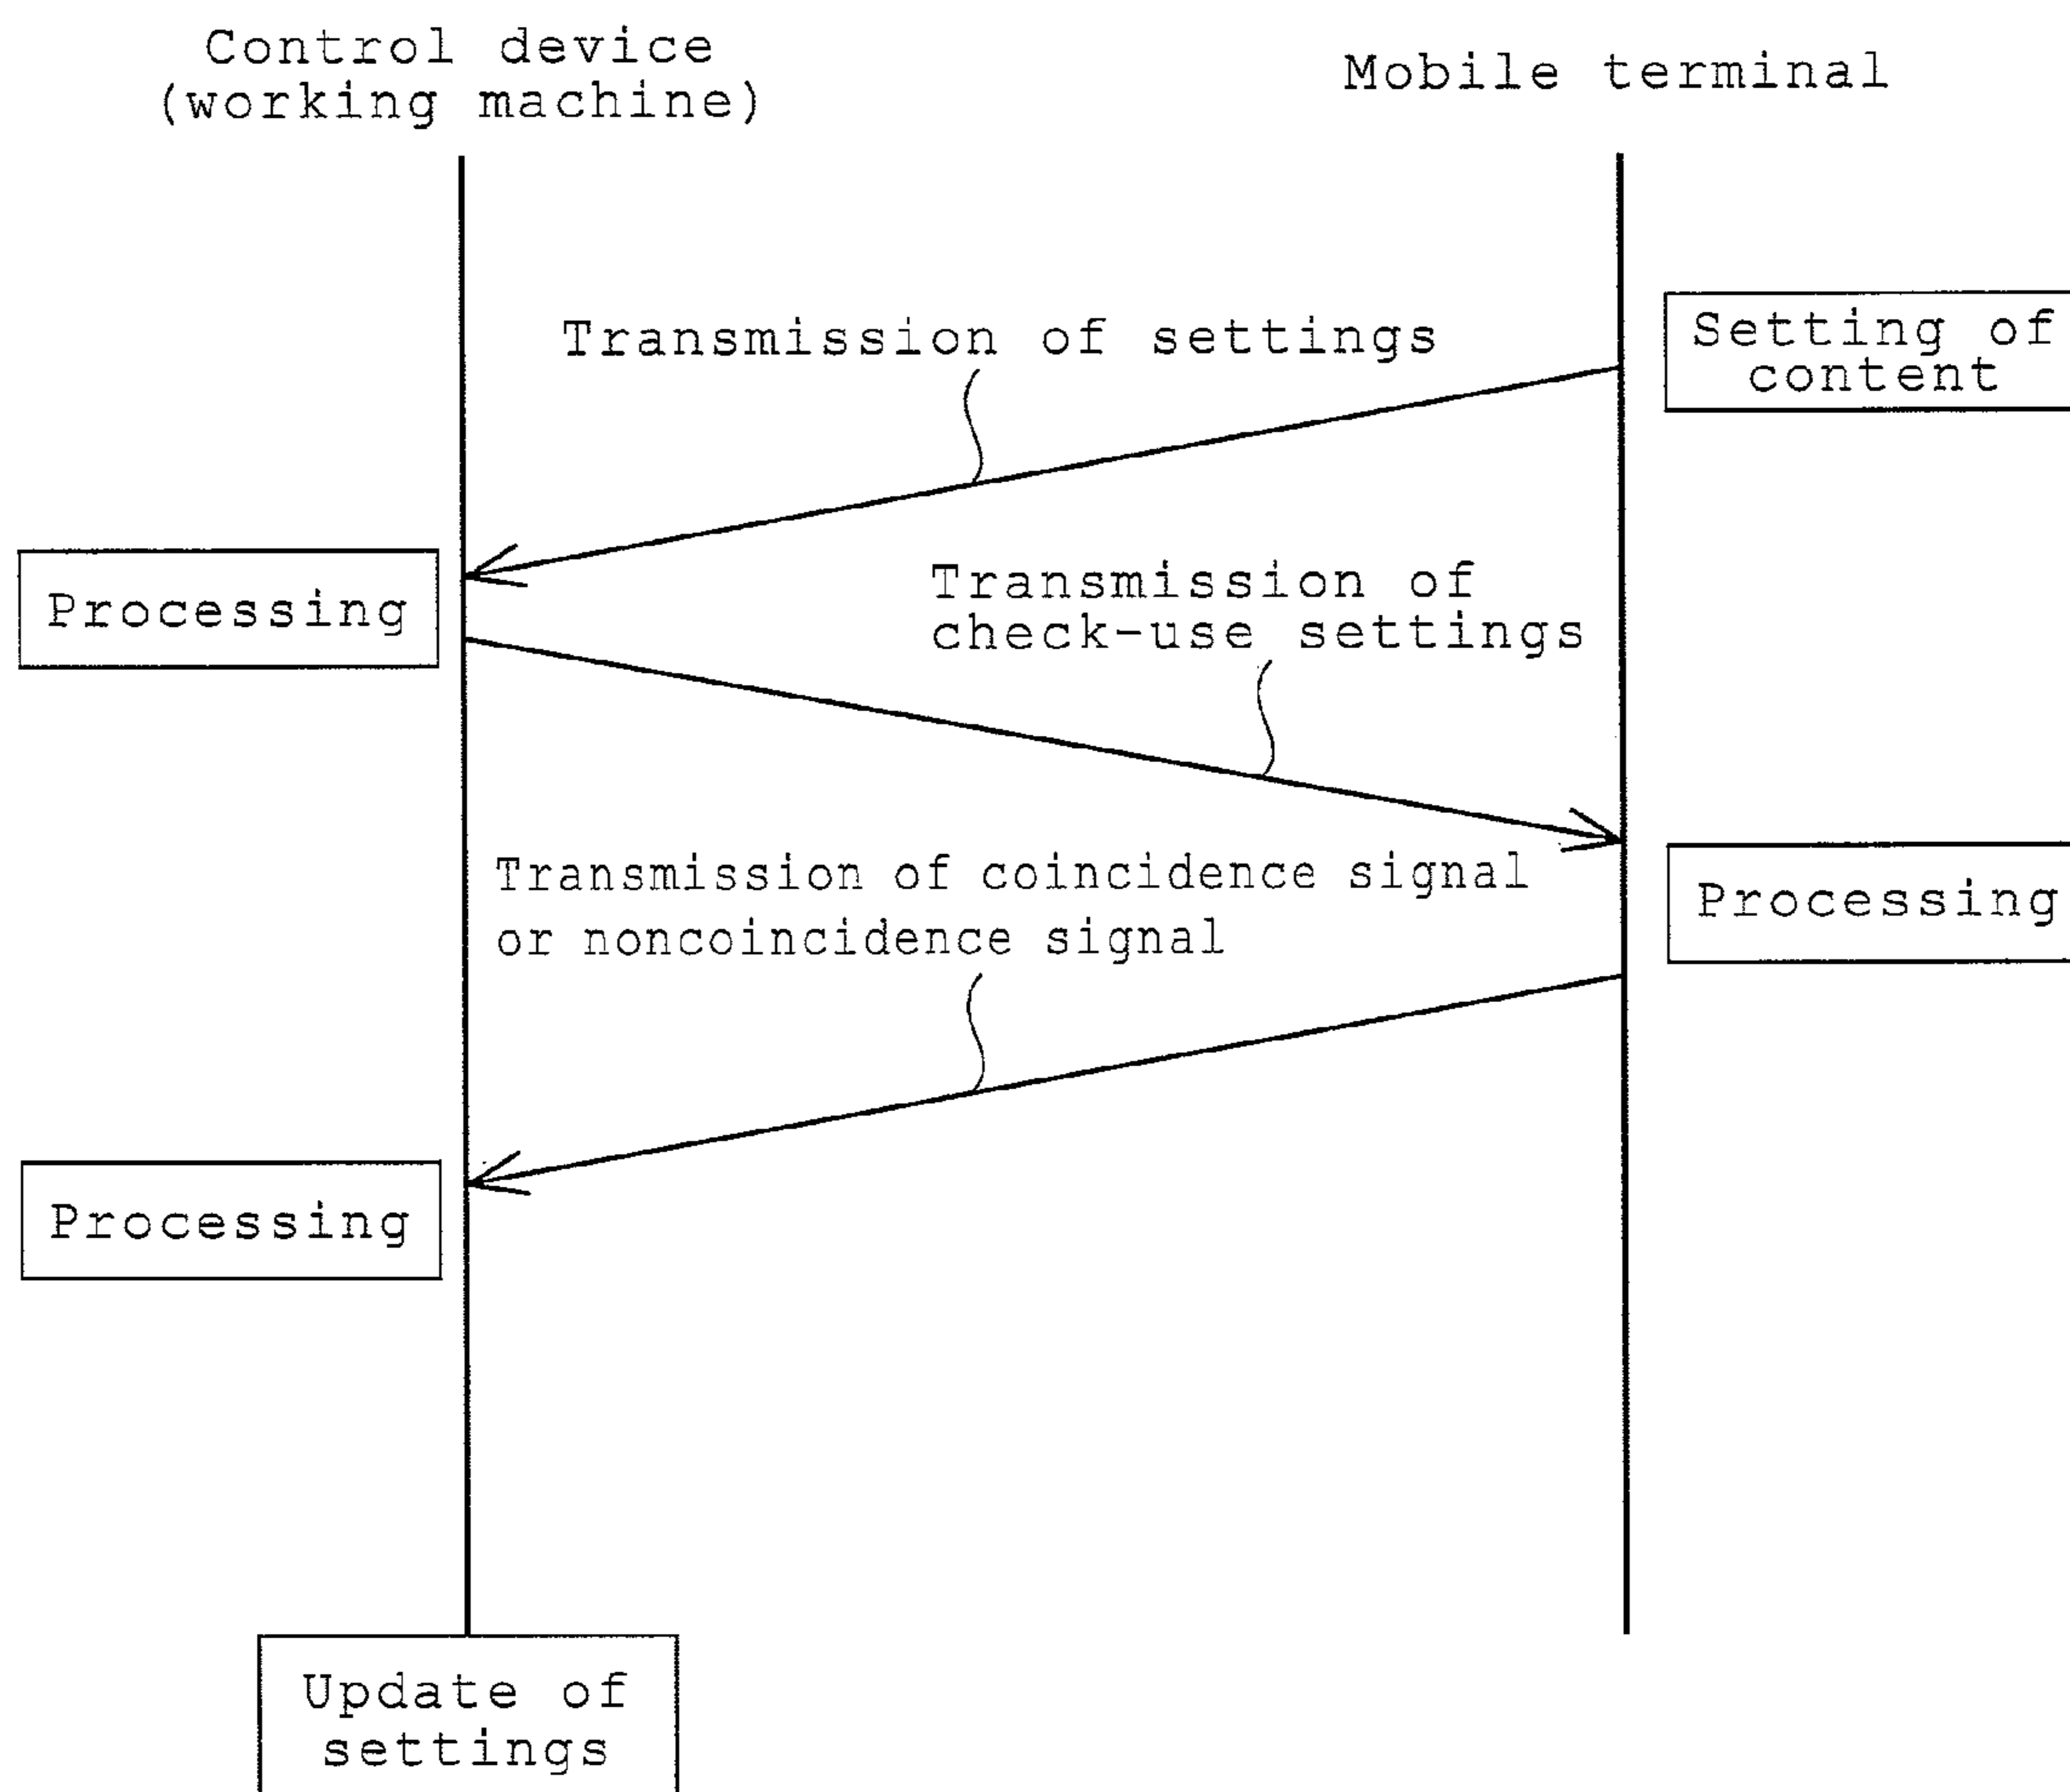 Control device
(working machine)
Mobile terminal
Setting of
content
Transmission of settings
Processing
Transmission of
check-use settings
Transmission of coincidence signal
or noncoincidence signal
Processing
Processing
Update of
settings